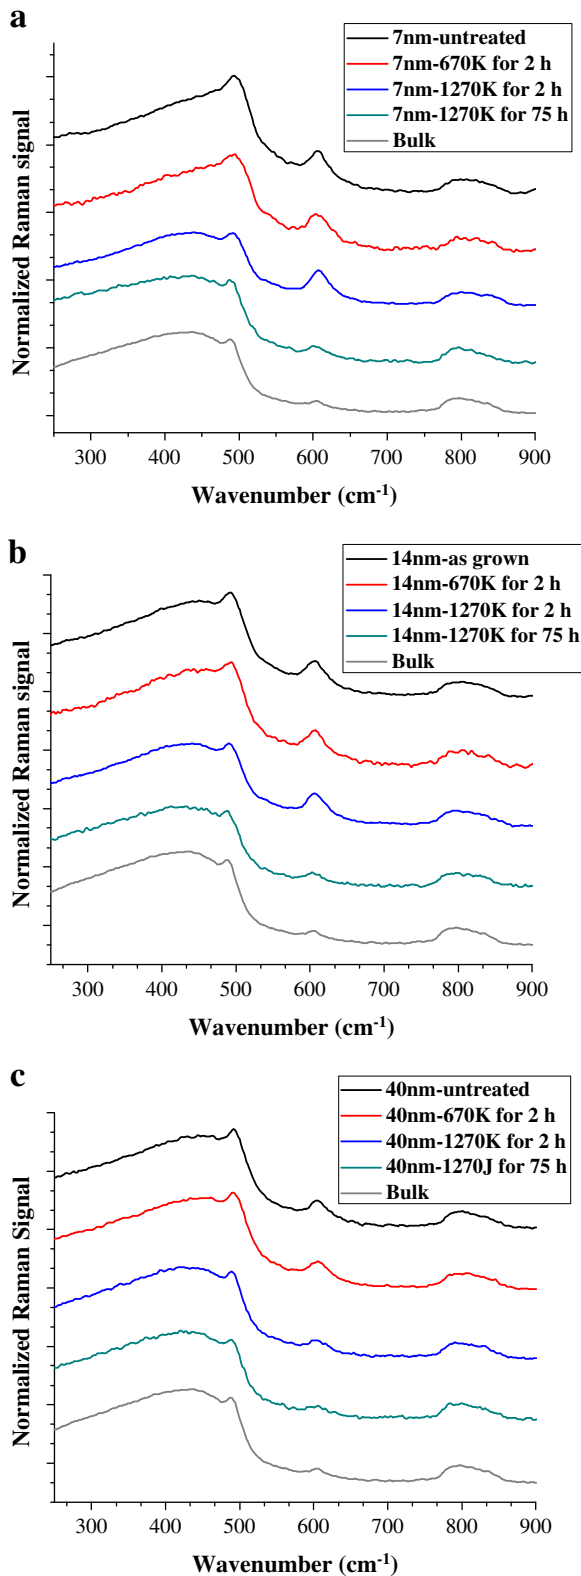 a
7nm-untreated
7nm-670K for 2 h
7nm-1270K for 2 h
7nm-1270K for 75 h
Bulk
Normalized Raman signal
300 400 500 600 700 800 900
Wavenumber (cm-1)
b
14nm-as grown
14nm-670K for 2 h
14nm-1270K for 2 h
14nm-1270K for 75 h
Bulk
Normalized Raman signal
300 400 500 600 700 800 900
Wavenumber (cm-1)
c
40nm-untreated
40nm-670K for 2 h
40nm-1270K for 2 h
40nm-1270J for 75 h
Bulk
Normalized Raman Signal
300 400 500 600 700 800 900
Wavenumber (cm-1)